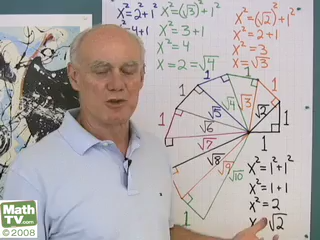 x² = 2² + 1²
x² = 4 + 1
x² = (√3)² + 1²
x² = 3 + 1
x² = 4
x = 2 = √4
x² = (√2)² + 1²
x² = 2 + 1
x² = 3
x = √3
1
1
1
1
1
1
1
1
√2
√3
√4
√5
√6
√7
√8
√9
√10
x² = 1² + 1²
x² = 1 + 1
x² = 2
x √2
Math
TV.com
©2008